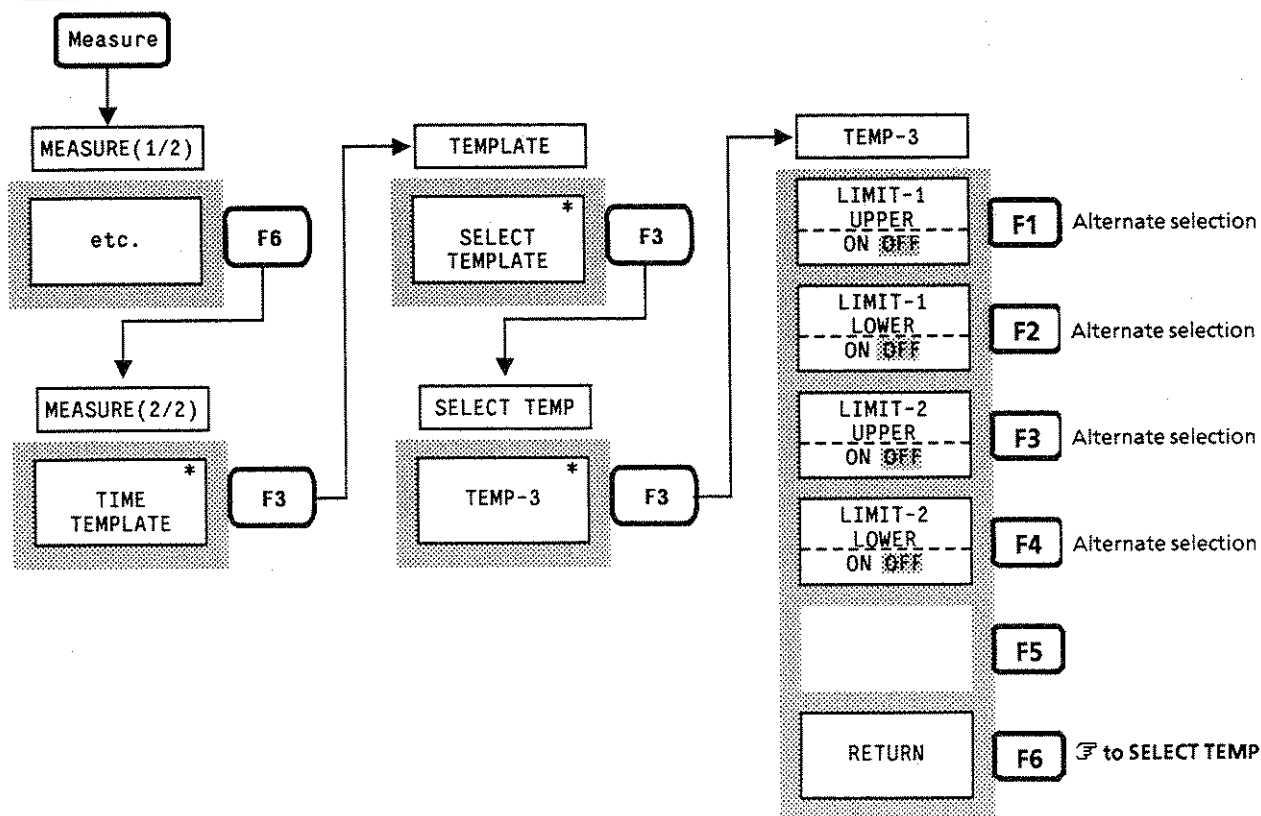 Measure
MEASURE(1/2)
etc.
F6
MEASURE(2/2)
*
TIME
TEMPLATE
F3
TEMPLATE
*
SELECT
TEMPLATE
F3
SELECT TEMP
*
TEMP-3
F3
TEMP-3
LIMIT-1
UPPER
ON OFF
F1 Alternate selection
LIMIT-1
LOWER
ON OFF
F2 Alternate selection
LIMIT-2
UPPER
ON OFF
F3 Alternate selection
LIMIT-2
LOWER
ON OFF
F4 Alternate selection
F5
RETURN
F6 to SELECT TEMP